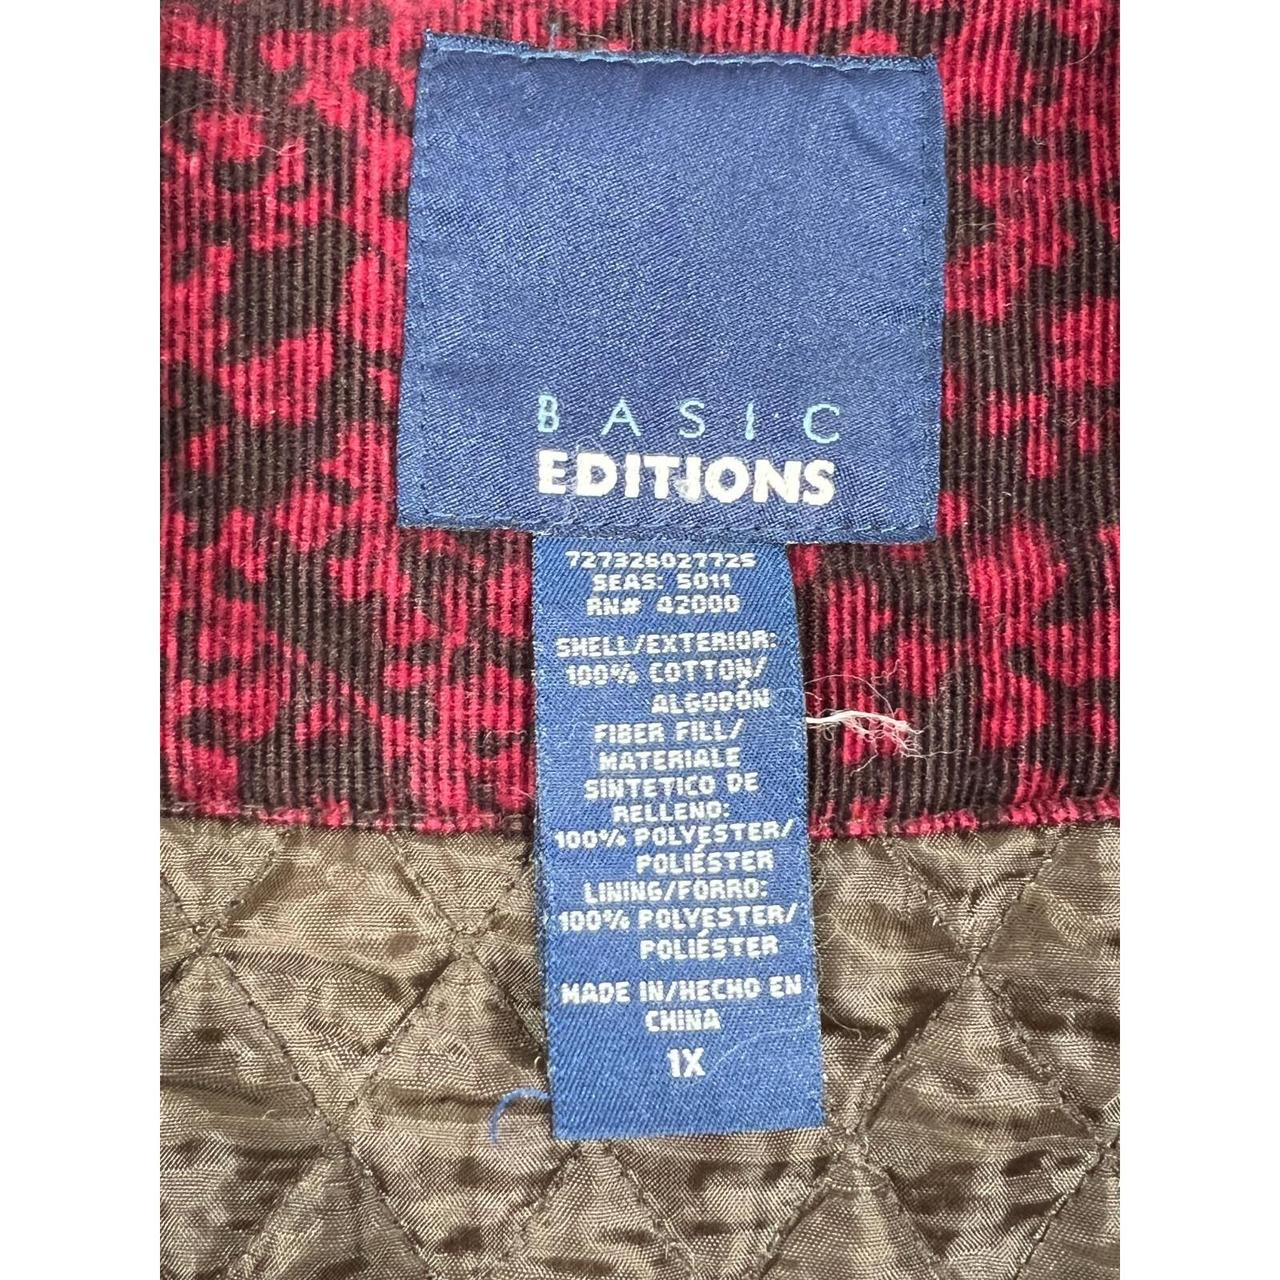 BASIC
EDITIONS
727326027725
SEAS: 5011
RN# 42000
SHELL/EXTERIOR:
100% COTTON/
ALGODÓN
FIBER FILL/
MATERIALE
SINTETICO DE
RELLENO:
100% POLYESTER/
POLIÉSTER
LINING/FORRO:
100% POLYESTER/
POLIÉSTER
MADE IN/HECHO EN
CHINA
1X